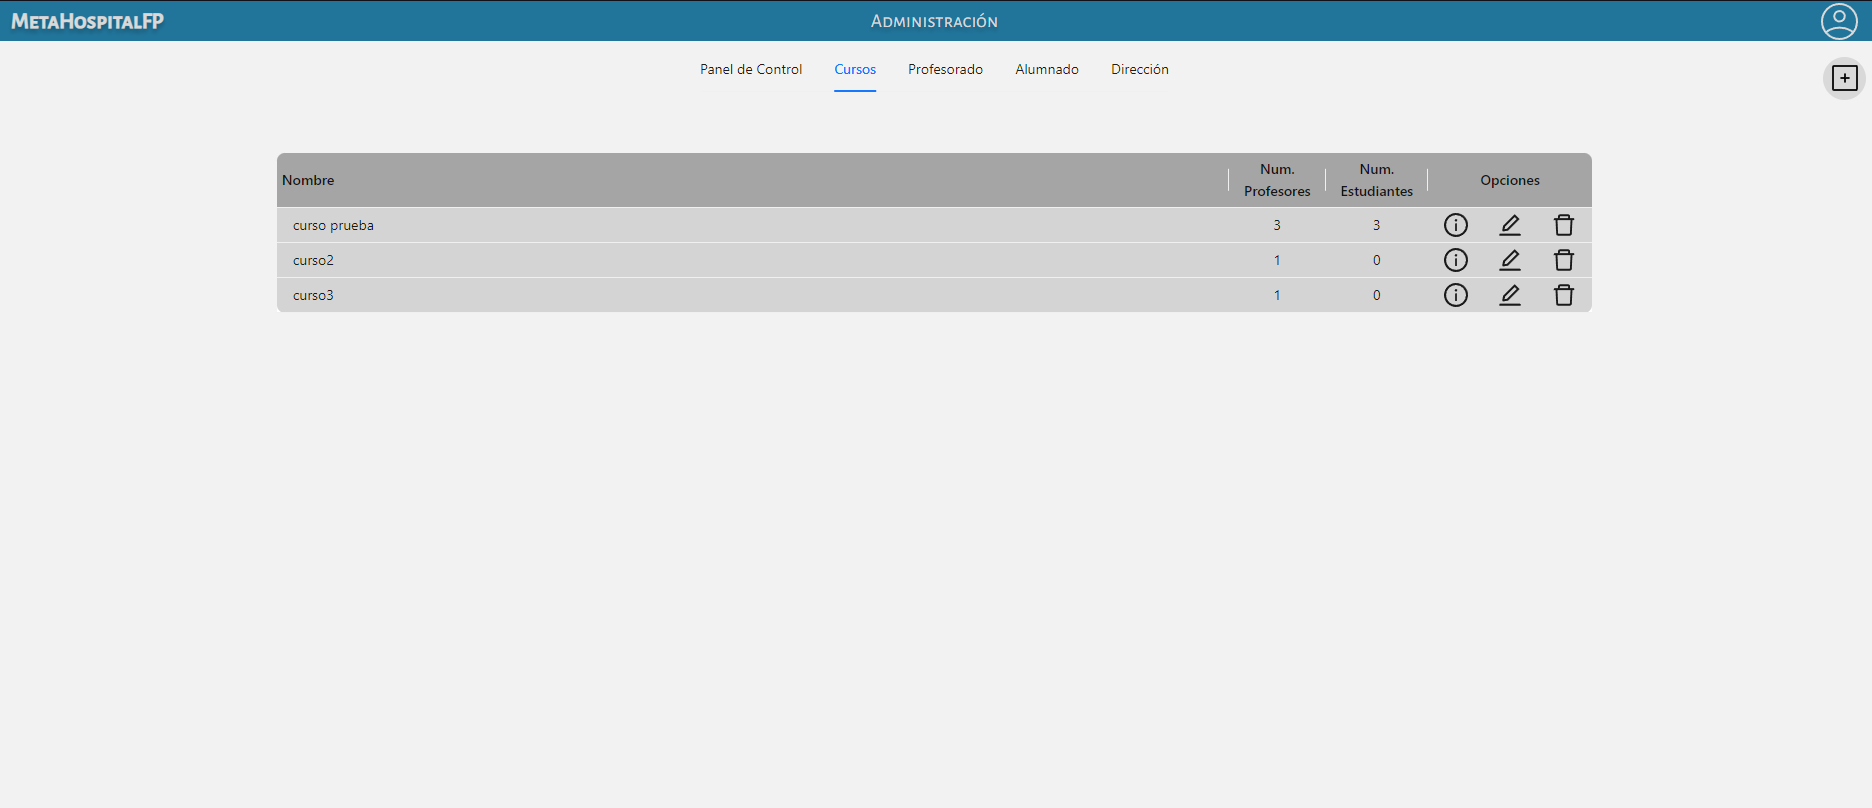 MetaHospitalFP
Administración
Panel de Control Cursos Profesorado Alumnado Dirección
Nombre Num. Profesores Num. Estudiantes Opciones
curso prueba 3 3
curso2 1 0
curso3 1 0